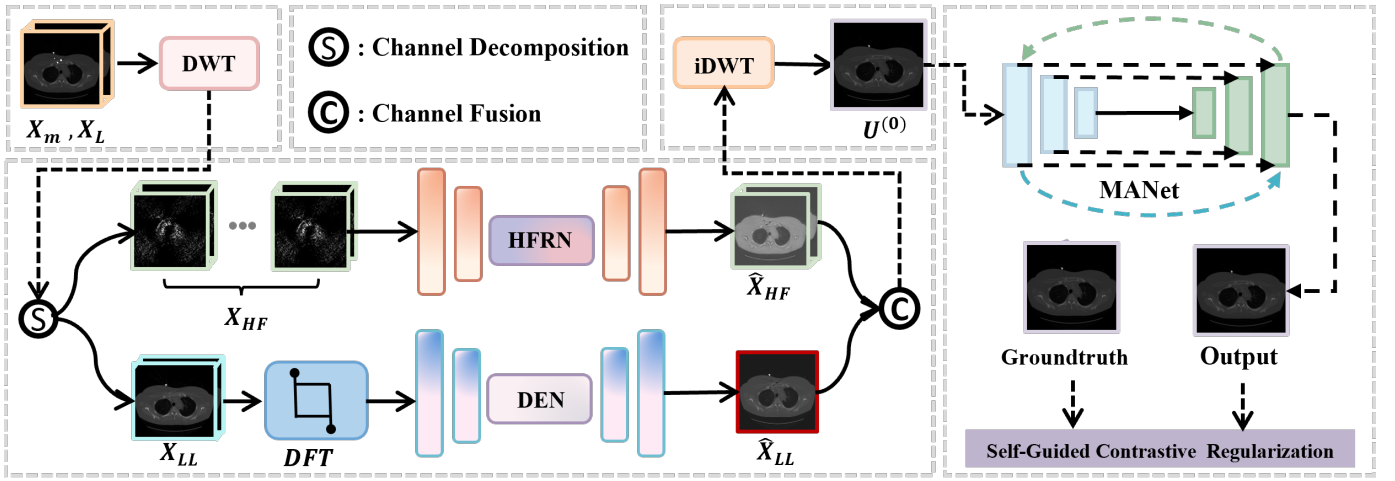 DWT
X_m , X_L
S : Channel Decomposition
C : Channel Fusion
iDWT
U^(0)
MANet
HFRN
X_HF
X̂_HF
S
C
DEN
X_LL
DFT
X̂_LL
Groundtruth
Output
Self-Guided Contrastive Regularization